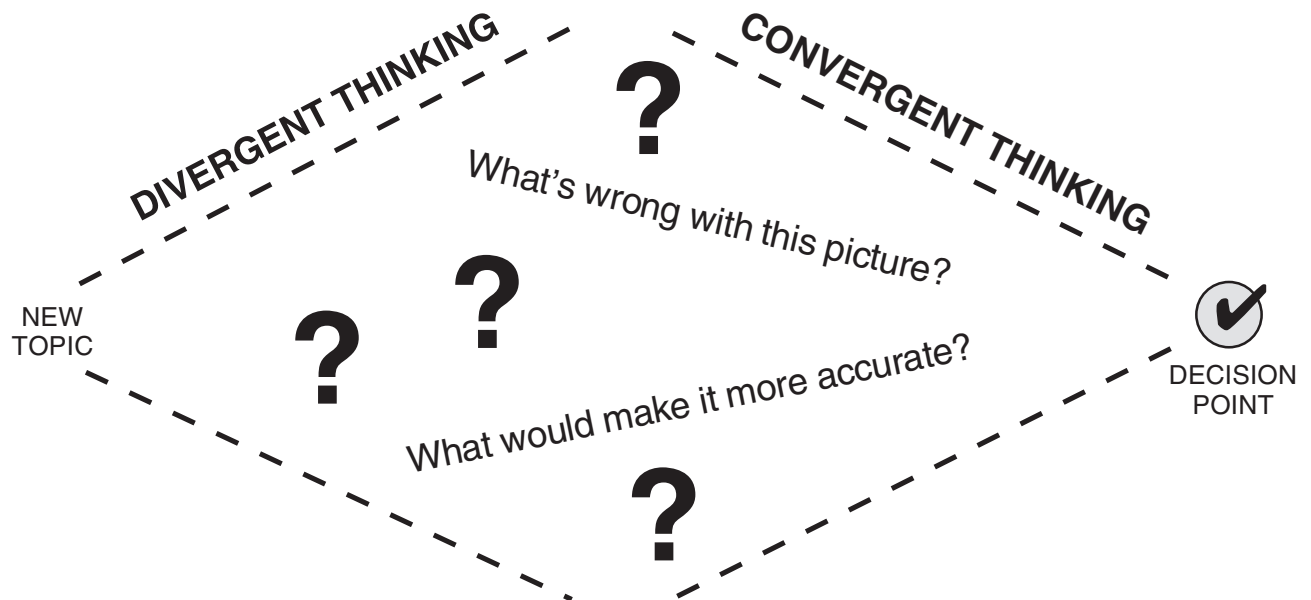 DIVERGENT THINKING
CONVERGENT THINKING
?
What's wrong with this picture?
?
?
NEW
TOPIC
DECISION
POINT
What would make it more accurate?
?